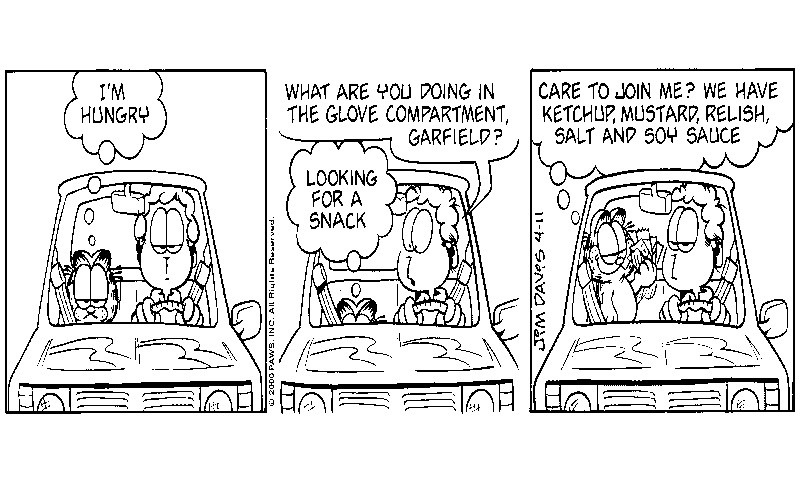 I'M
HUNGRY
WHAT ARE YOU DOING IN
THE GLOVE COMPARTMENT,
GARFIELD?
LOOKING
FOR A
SNACK
© 2000 PAWS, INC. All Rights Reserved.
CARE TO JOIN ME? WE HAVE
KETCHUP, MUSTARD, RELISH,
SALT AND SOY SAUCE
JIM DAVIS 4-11